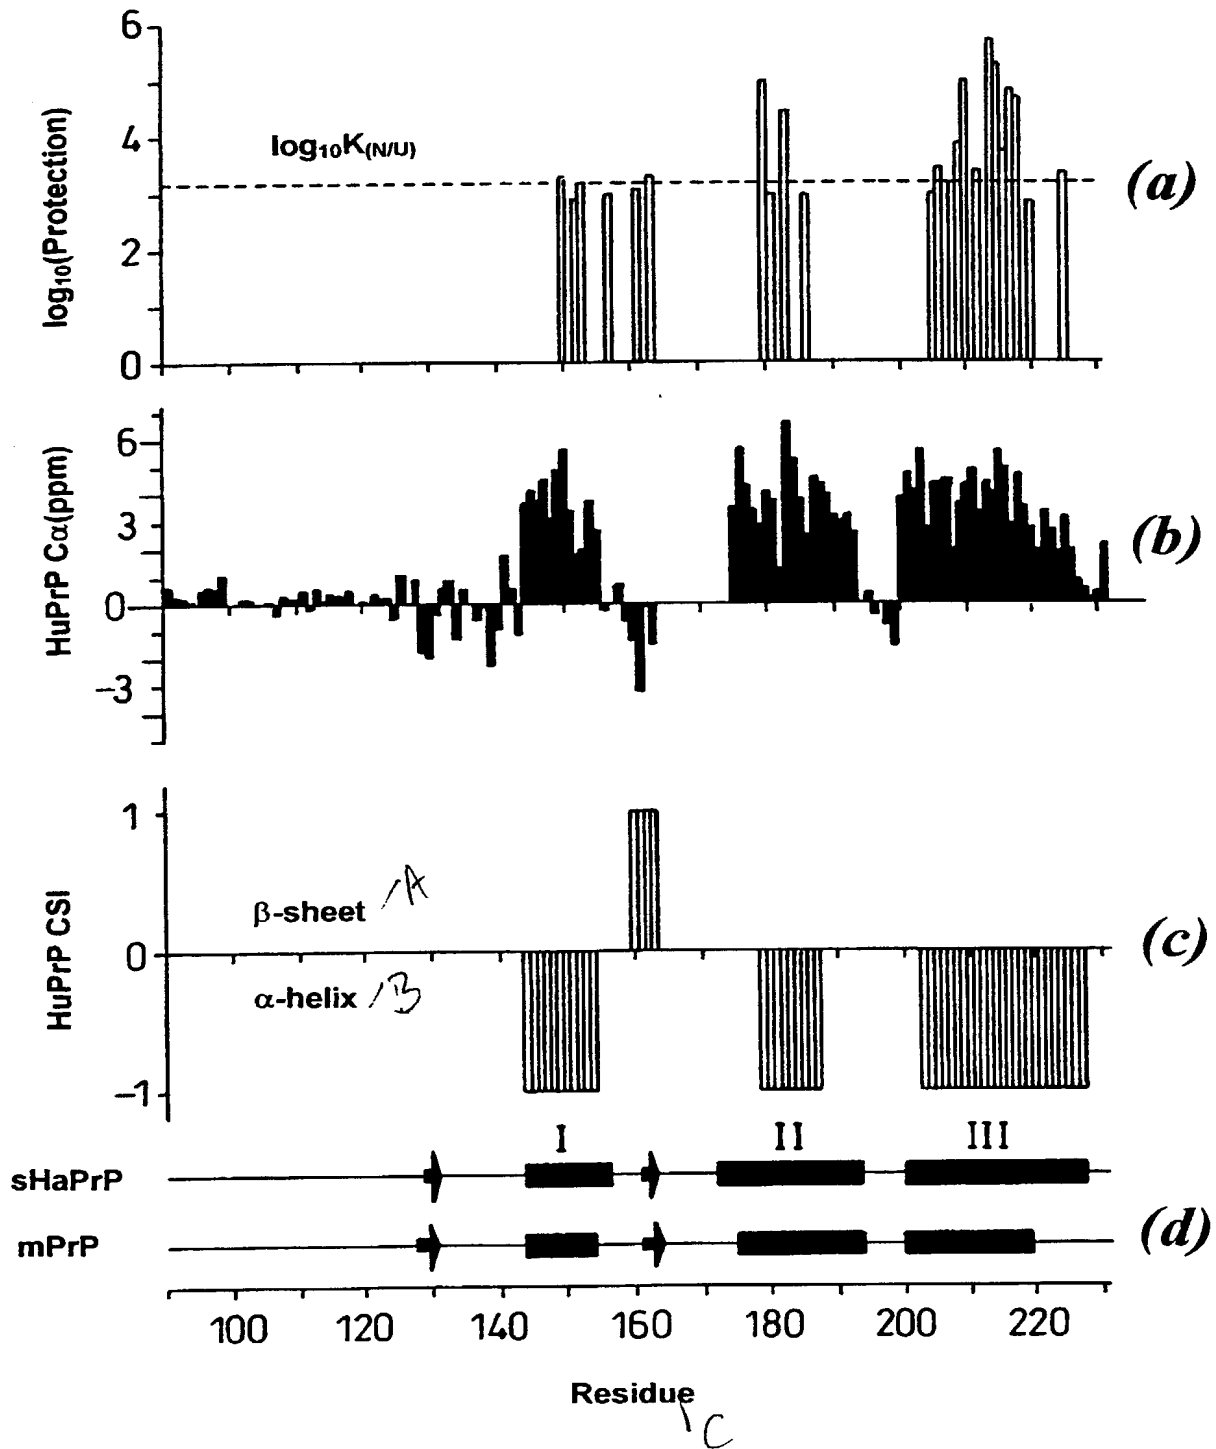 6
4
2
0
log₁₀(Protection)
log₁₀K(N/U)
(a)
6
3
0
−3
HuPrP Cα(ppm)
(b)
1
0
−1
HuPrP CSI
β-sheet A
α-helix B
(c)
I II III
sHaPrP
mPrP
(d)
100 120 140 160 180 200 220
Residue
C